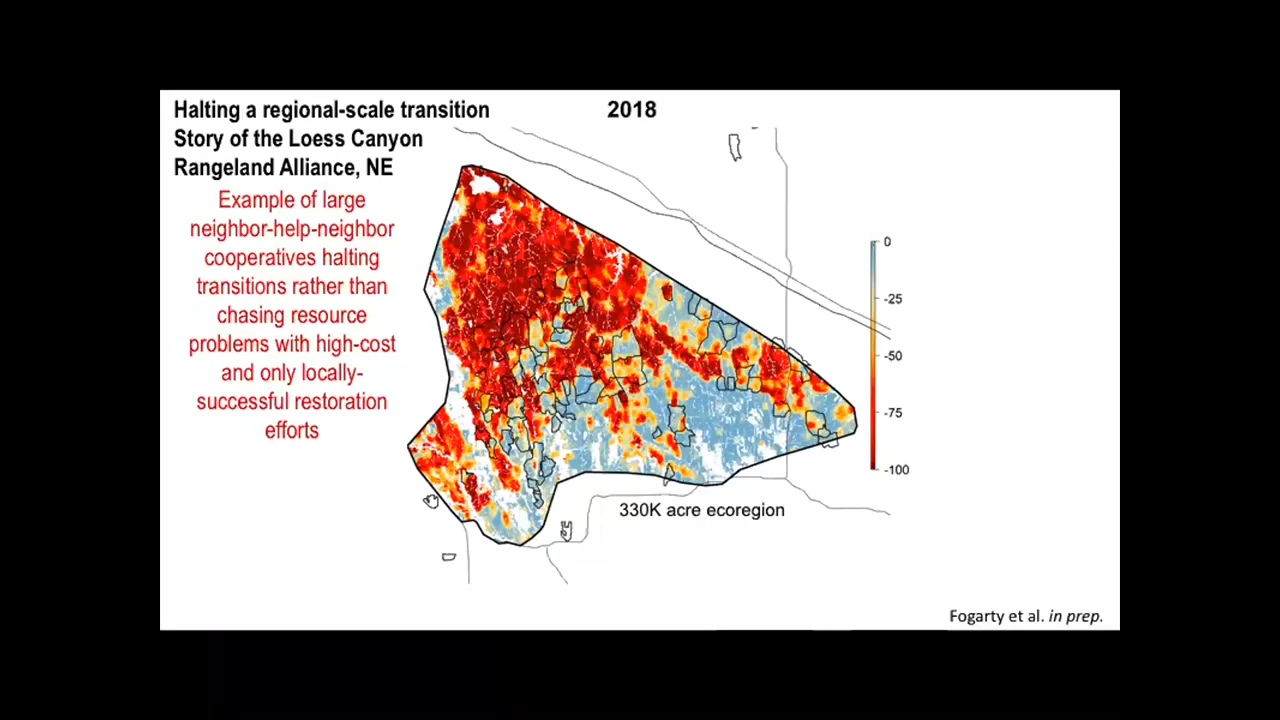 Halting a regional-scale transition
Story of the Loess Canyon
Rangeland Alliance, NE
Example of large
neighbor-help-neighbor
cooperatives halting
transitions rather than
chasing resource
problems with high-cost
and only locally-
successful restoration
efforts
2018
0
-25
-50
-75
-100
330K acre ecoregion
Fogarty et al. in prep.